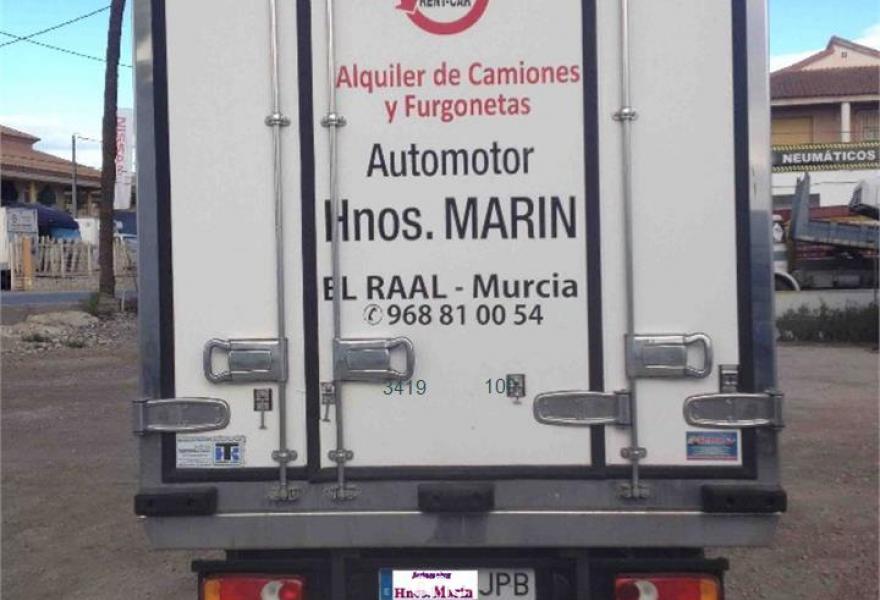 RENT-CAR
Alquiler de Camiones
y Furgonetas
Automotor
Hnos. MARIN
EL RAAL - Murcia
✆ 968 81 00 54
3419 100
NISSAN
NEUMÁTICOS
Hnos. Marin
E
JPB